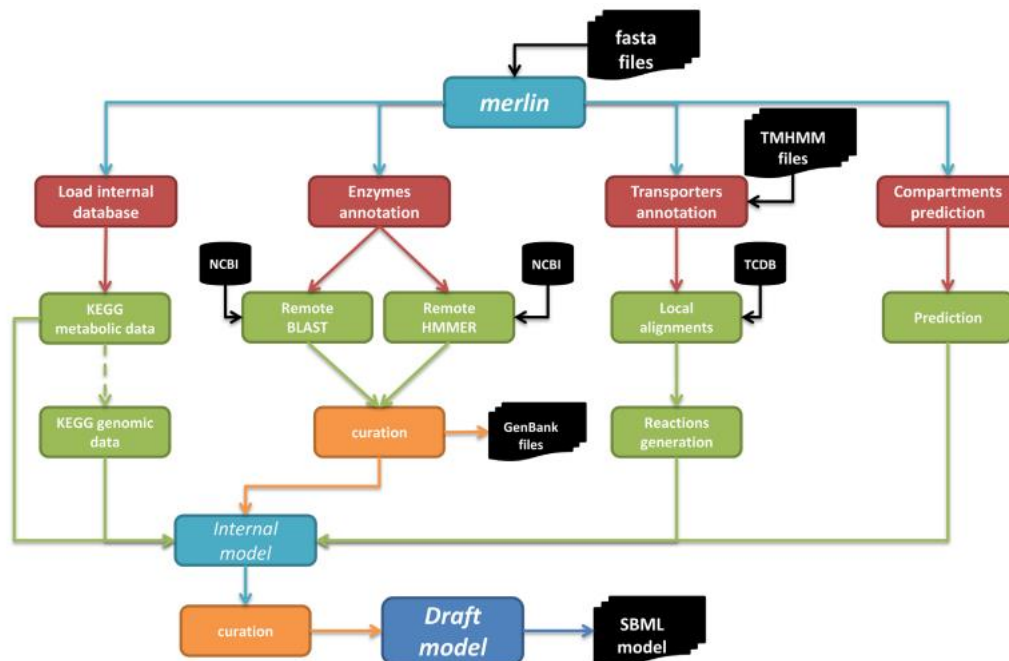 fasta
files
merlin
TMHMM
files
Load internal
database
Enzymes
annotation
Transporters
annotation
Compartments
prediction
NCBI
NCBI
TCDB
KEGG
metabolic data
Remote
BLAST
Remote
HMMER
Local
alignments
Prediction
KEGG genomic
data
curation
GenBank
files
Reactions
generation
Internal
model
curation
Draft
model
SBML
model